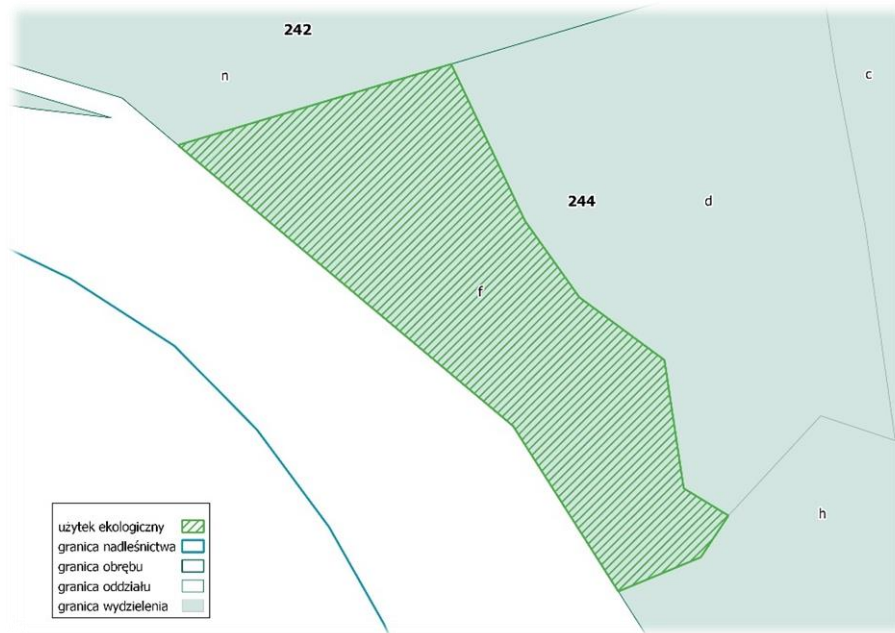 242
n
c
244
d
f
h
użytek ekologiczny
granica nadleśnictwa
granica obrębu
granica oddziału
granica wydzielenia